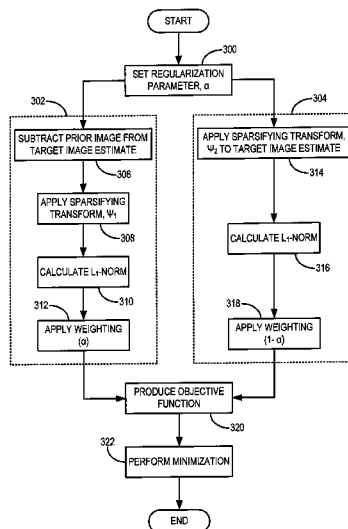 START
300
SET REGULARIZATION
PARAMETER, α
302
SUBTRACT PRIOR IMAGE FROM
TARGET IMAGE ESTIMATE
306
APPLY SPARSIFYING
TRANSFORM, Ψ₁
308
CALCULATE L₁-NORM
310
312
APPLY WEIGHTING
(α)
304
APPLY SPARSIFYING TRANSFORM,
Ψ₂ TO TARGET IMAGE ESTIMATE
314
CALCULATE L₁-NORM
316
318
APPLY WEIGHTING
(1- α)
PRODUCE OBJECTIVE
FUNCTION
320
322
PERFORM MINIMIZATION
END